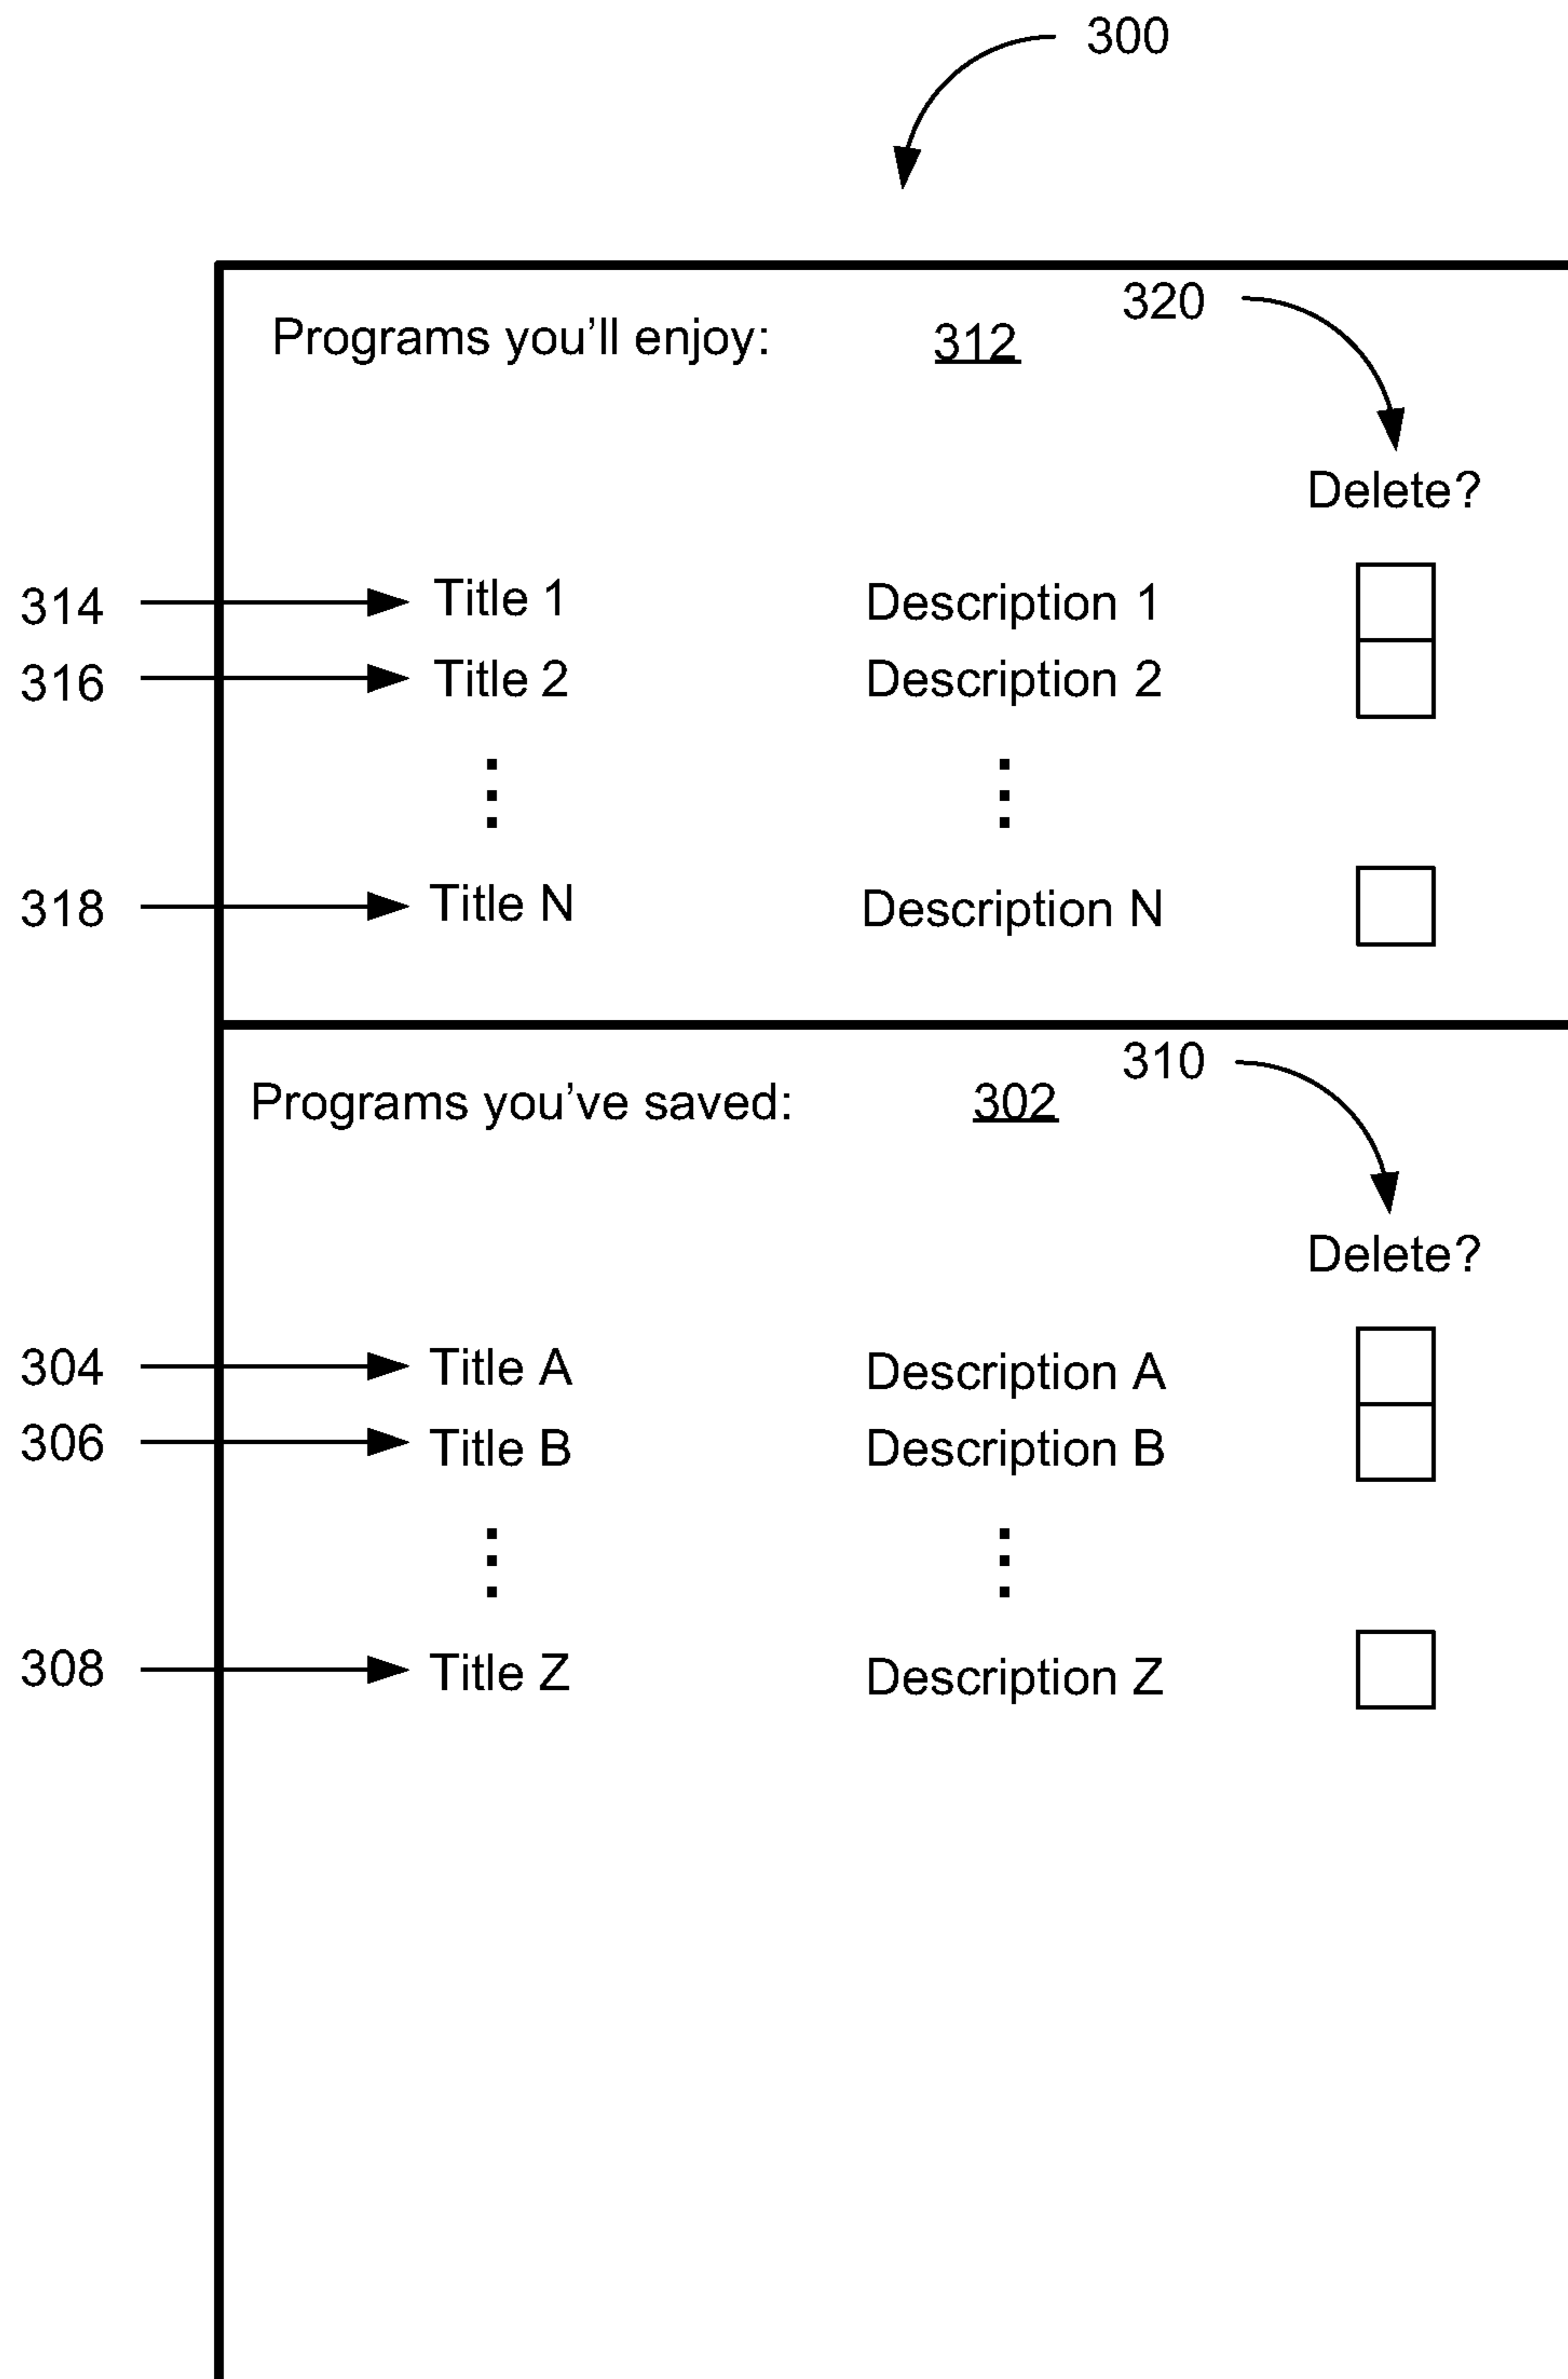 300
Programs you'll enjoy: 312 320
Delete?
314 Title 1 Description 1
316 Title 2 Description 2
318 Title N Description N
Programs you've saved: 302 310
Delete?
304 Title A Description A
306 Title B Description B
308 Title Z Description Z